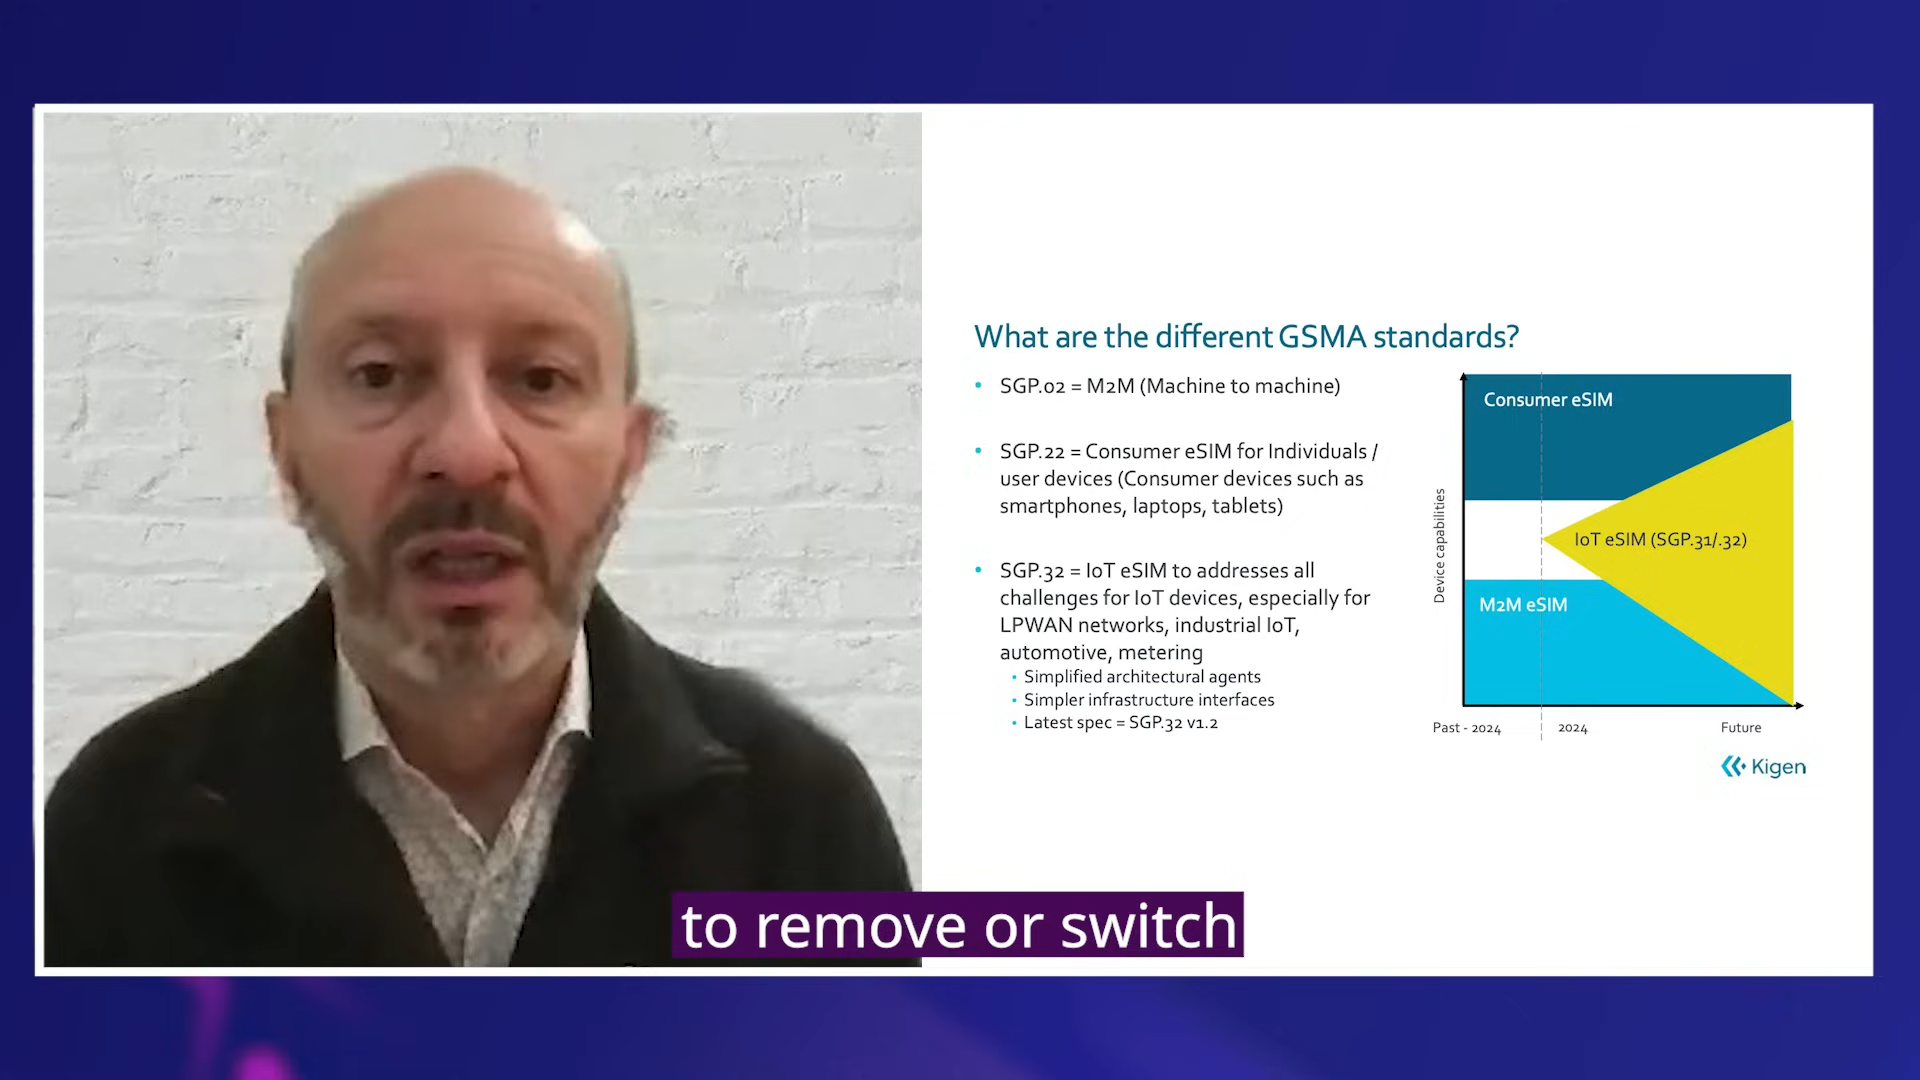 What are the different GSMA standards?
• SGP.02 = M2M (Machine to machine)
• SGP.22 = Consumer eSIM for Individuals /
user devices (Consumer devices such as
smartphones, laptops, tablets)
• SGP.32 = IoT eSIM to addresses all
challenges for IoT devices, especially for
LPWAN networks, industrial IoT,
automotive, metering
• Simplified architectural agents
• Simpler infrastructure interfaces
• Latest spec = SGP.32 v1.2
Device capabilities
Consumer eSIM
IoT eSIM (SGP.31/.32)
M2M eSIM
Past - 2024
2024
Future
Kigen
to remove or switch